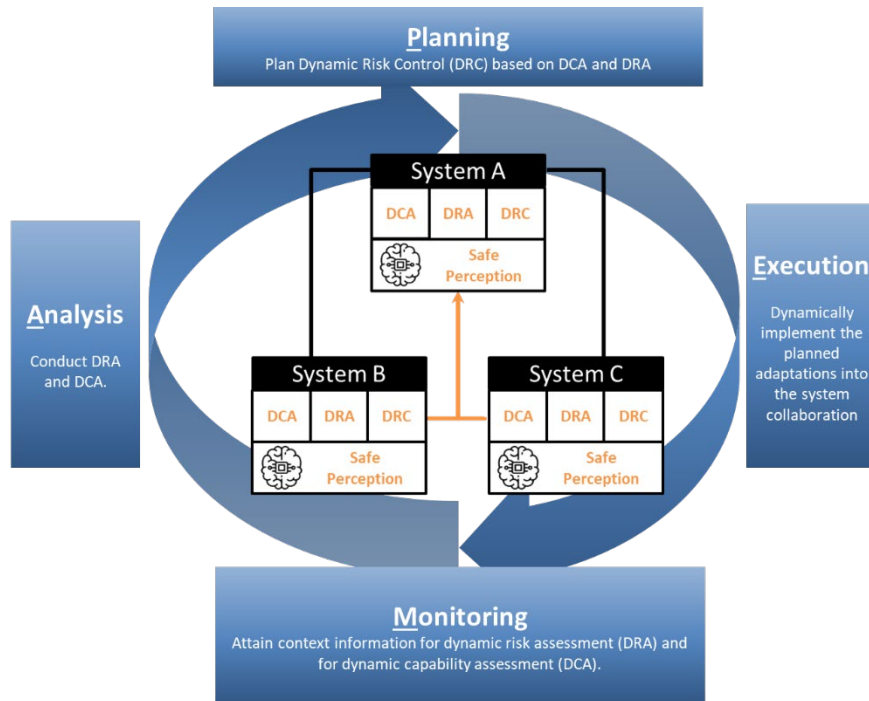 Planning
Plan Dynamic Risk Control (DRC) based on DCA and DRA
System A
DCA DRA DRC
Safe
Perception
Analysis
Conduct DRA
and DCA.
Execution
Dynamically
implement the
planned
adaptations into
the system
collaboration
System B
DCA DRA DRC
Safe
Perception
System C
DCA DRA DRC
Safe
Perception
Monitoring
Attain context information for dynamic risk assessment (DRA) and
for dynamic capability assessment (DCA).